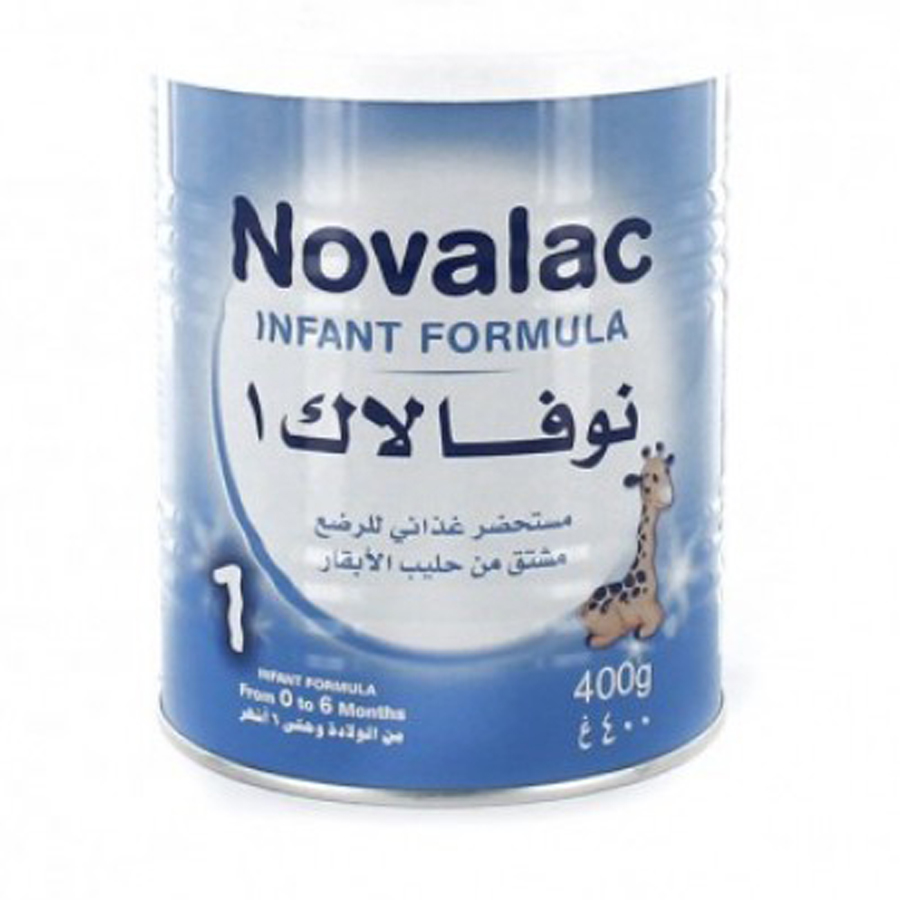 Novalac
INFANT FORMULA
نوفالاك ١
مستحضر غذائي للرضع
مشتق من حليب الأبقار
1
INFANT FORMULA
From 0 to 6 Months
من الولادة وحتى ٦ أشهر
400g
٤٠٠ غ